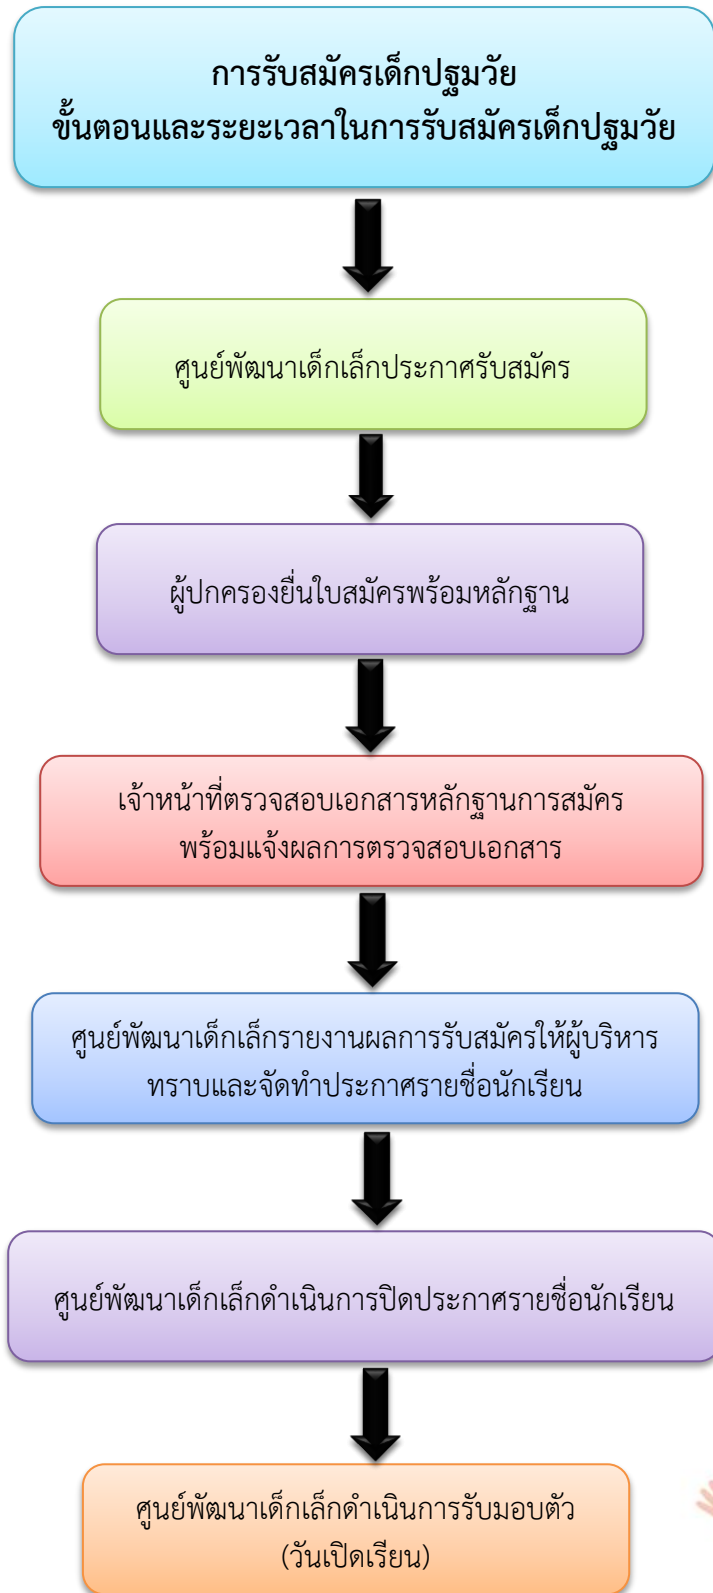 การรับสมัครเด็กปฐมวัย
ขั้นตอนและระยะเวลาในการรับสมัครเด็กปฐมวัย
ศูนย์พัฒนาเด็กเล็กประกาศรับสมัคร
ผู้ปกครองยื่นใบสมัครพร้อมหลักฐาน
เจ้าหน้าที่ตรวจสอบเอกสารหลักฐานการสมัคร
พร้อมแจ้งผลการตรวจสอบเอกสาร
ศูนย์พัฒนาเด็กเล็กรายงานผลการรับสมัครให้ผู้บริหาร
ทราบและจัดทำประกาศรายชื่อนักเรียน
ศูนย์พัฒนาเด็กเล็กดำเนินการปิดประกาศรายชื่อนักเรียน
ศูนย์พัฒนาเด็กเล็กดำเนินการรับมอบตัว
(วันเปิดเรียน)